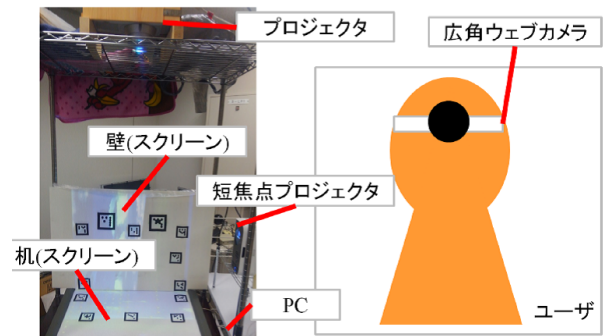 プロジェクタ
広角ウェブカメラ
壁(スクリーン)
短焦点プロジェクタ
机(スクリーン)
PC
ユーザ